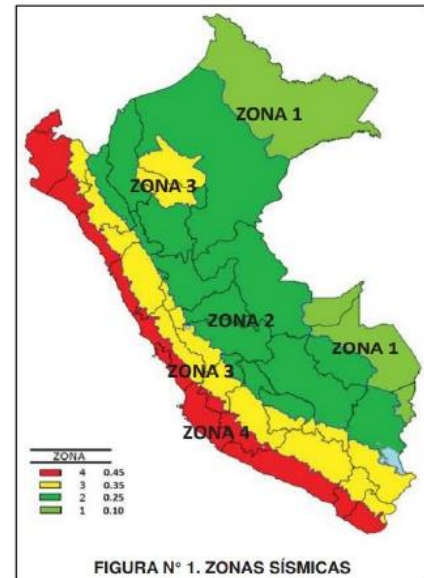 ZONA 1
ZONA 3
ZONA 2
ZONA 1
ZONA 3
ZONA 4
ZONA
4 0.45
3 0.35
2 0.25
1 0.10
FIGURA N° 1. ZONAS SÍSMICAS